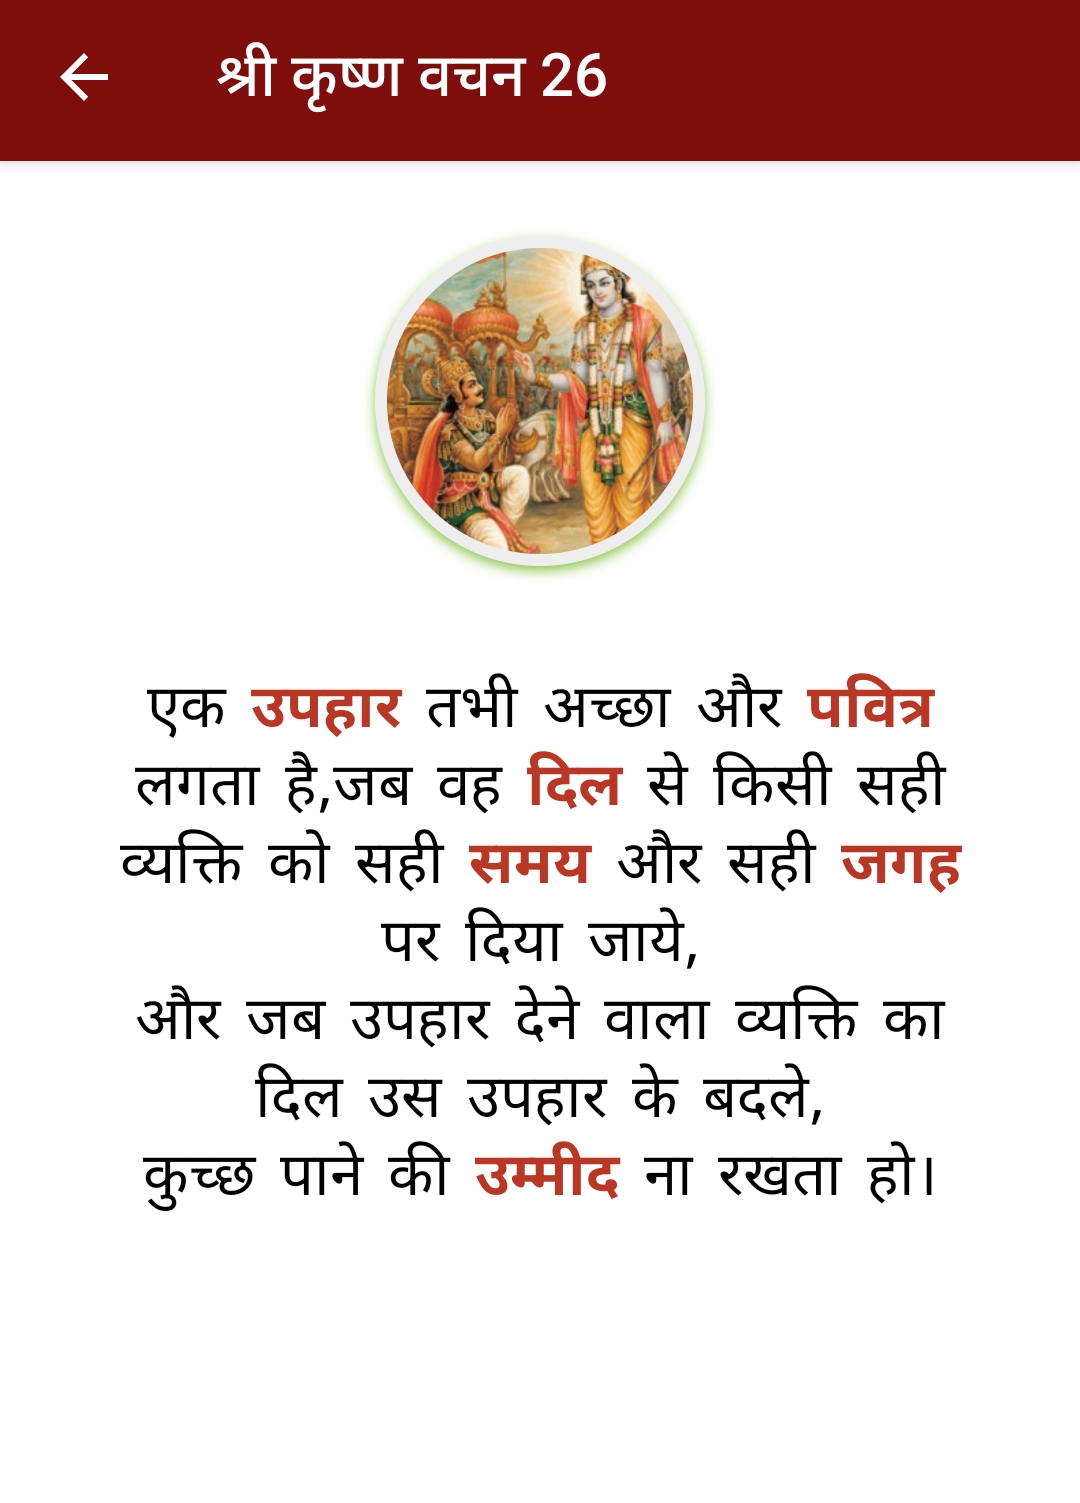 श्री कृष्ण वचन 26
एक उपहार तभी अच्छा और पवित्र
लगता है,जब वह दिल से किसी सही
व्यक्ति को सही समय और सही जगह
पर दिया जाये,
और जब उपहार देने वाला व्यक्ति का
दिल उस उपहार के बदले,
कुच्छ पाने की उम्मीद ना रखता हो।